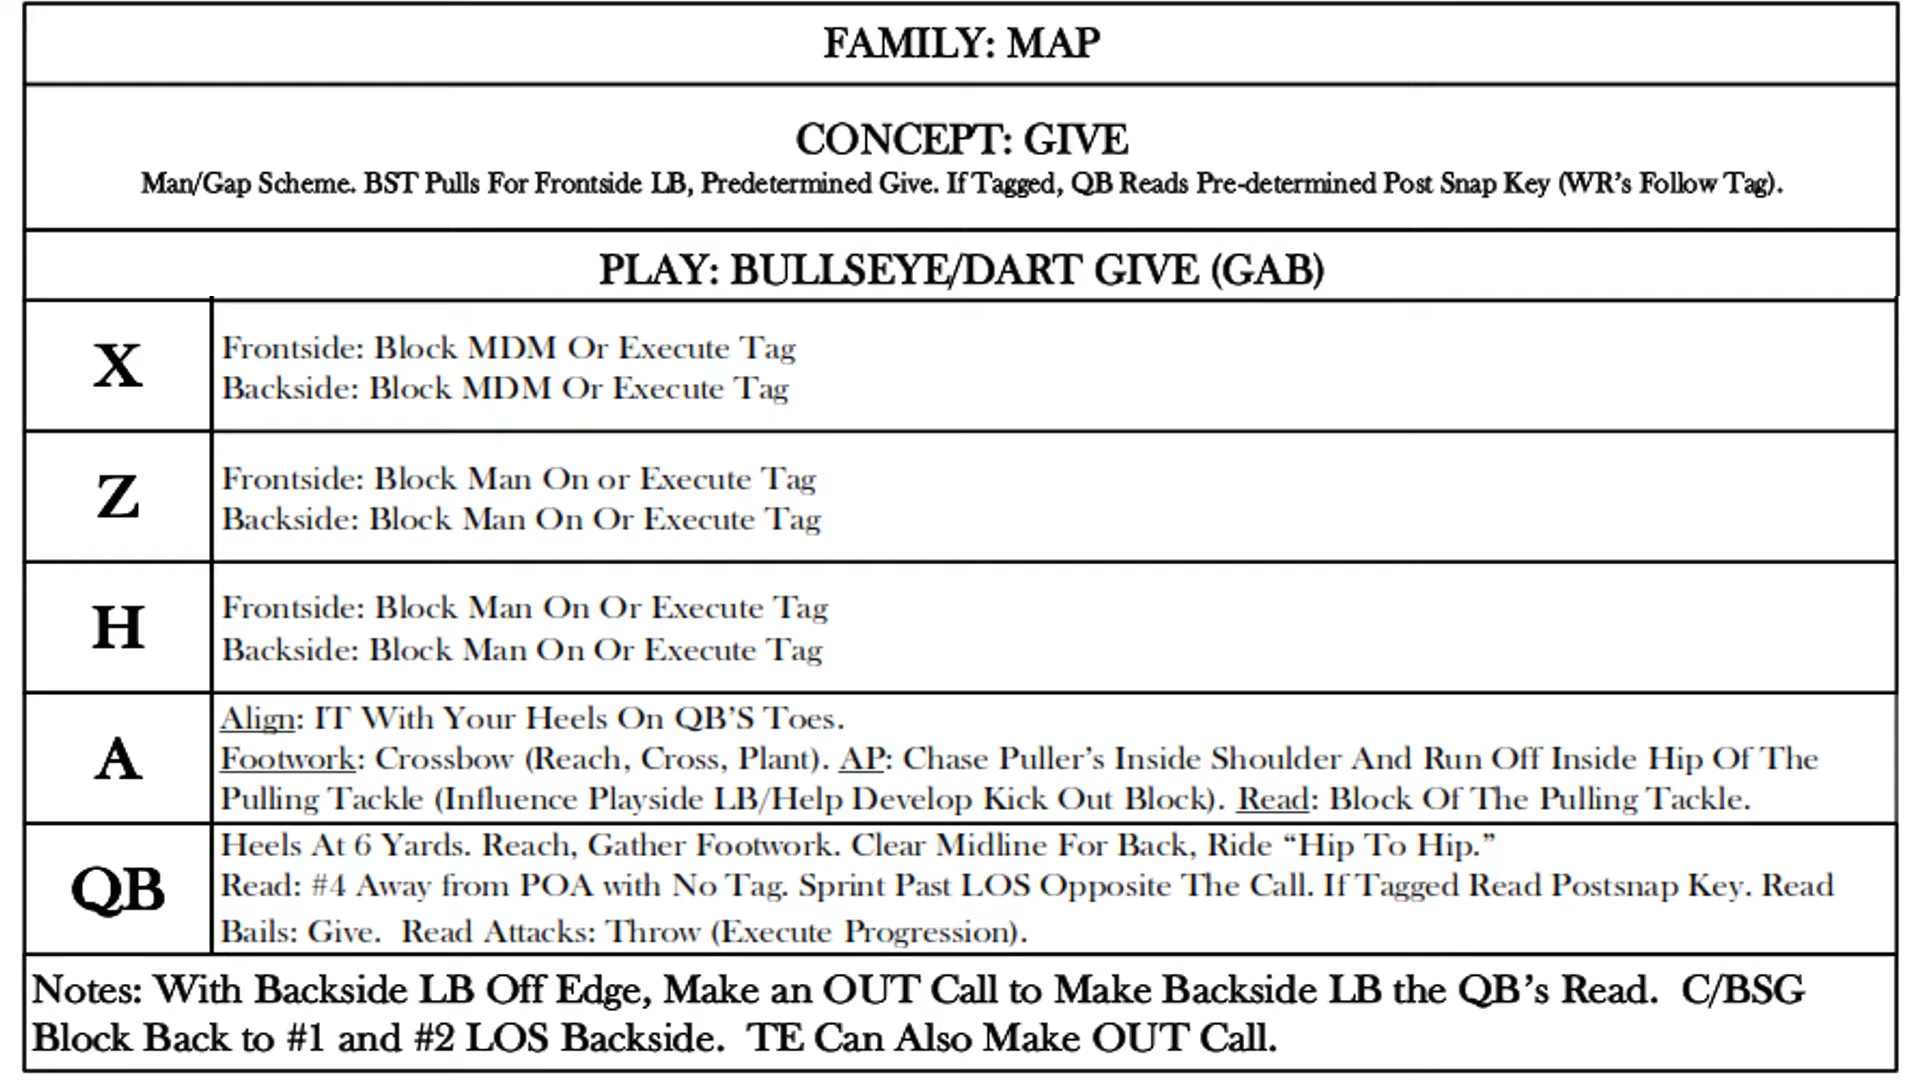 FAMILY: MAP
CONCEPT: GIVE
Man/Gap Scheme. BST Pulls For Frontside LB, Predetermined Give. If Tagged, QB Reads Pre-determined Post Snap Key (WR's Follow Tag).
PLAY: BULLSEYE/DART GIVE (GAB)
X
Frontside: Block MDM Or Execute Tag
Backside: Block MDM Or Execute Tag
Z
Frontside: Block Man On or Execute Tag
Backside: Block Man On Or Execute Tag
H
Frontside: Block Man On Or Execute Tag
Backside: Block Man On Or Execute Tag
A
Align: IT With Your Heels On QB'S Toes.
Footwork: Crossbow (Reach, Cross, Plant). AP: Chase Puller's Inside Shoulder And Run Off Inside Hip Of The
Pulling Tackle (Influence Playside LB/Help Develop Kick Out Block). Read: Block Of The Pulling Tackle.
QB
Heels At 6 Yards. Reach, Gather Footwork. Clear Midline For Back, Ride “Hip To Hip.”
Read: #4 Away from POA with No Tag. Sprint Past LOS Opposite The Call. If Tagged Read Postsnap Key. Read
Bails: Give. Read Attacks: Throw (Execute Progression).
Notes: With Backside LB Off Edge, Make an OUT Call to Make Backside LB the QB's Read. C/BSG
Block Back to #1 and #2 LOS Backside. TE Can Also Make OUT Call.